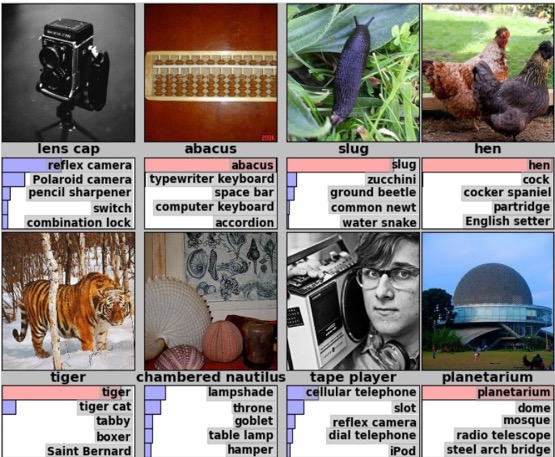 lens cap
reflex camera
Polaroid camera
pencil sharpener
switch
combination lock
abacus
abacus
typewriter keyboard
space bar
computer keyboard
accordion
slug
slug
zucchini
ground beetle
common newt
water snake
hen
hen
cock
cocker spaniel
partridge
English setter
tiger
tiger
tiger cat
tabby
boxer
Saint Bernard
chambered nautilus
lampshade
throne
goblet
table lamp
hamper
tape player
cellular telephone
slot
reflex camera
dial telephone
iPod
planetarium
planetarium
dome
mosque
radio telescope
steel arch bridge